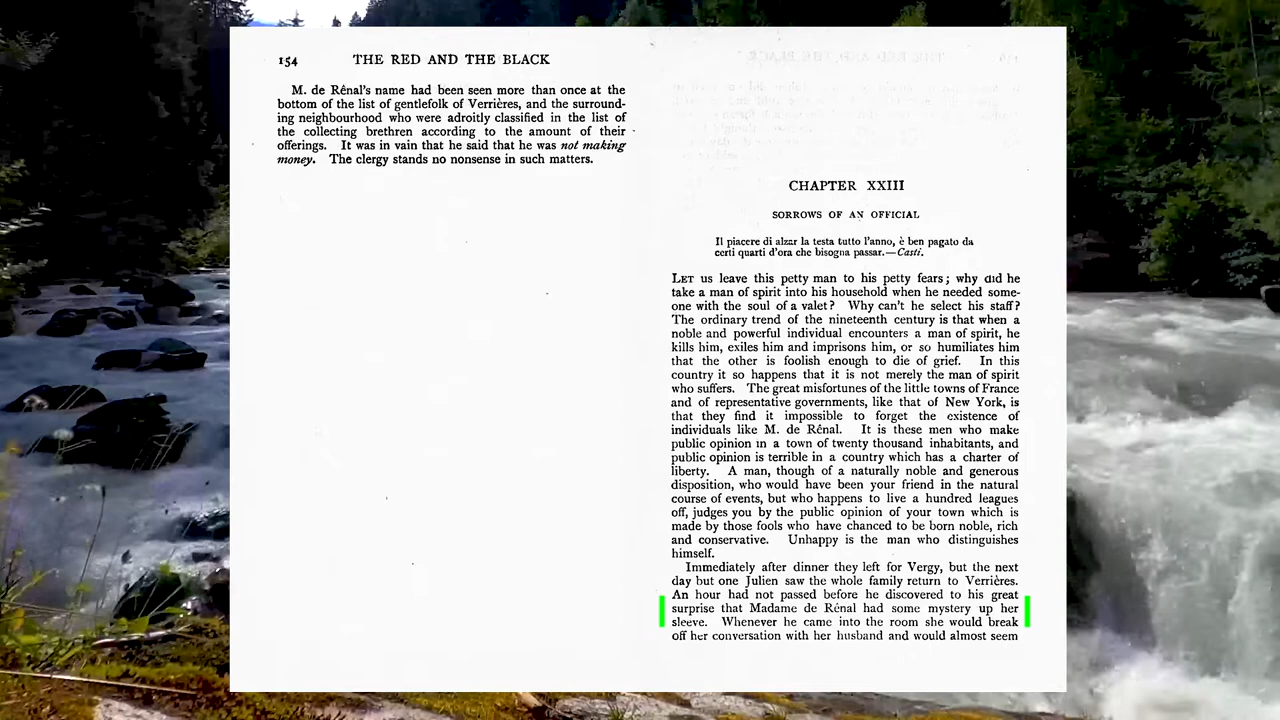 154 THE RED AND THE BLACK
M. de Rênal's name had been seen more than once at the
bottom of the list of gentlefolk of Verrières, and the surround-
ing neighbourhood who were adroitly classified in the list of
the collecting brethren according to the amount of their
offerings. It was in vain that he said that he was not making
money. The clergy stands no nonsense in such matters.
CHAPTER XXIII
SORROWS OF AN OFFICIAL
Il piacere di alzar la testa tutto l'anno, è ben pagato da
certi quarti d'ora che bisogna passar.—Casti.
LET us leave this petty man to his petty fears; why did he
take a man of spirit into his household when he needed some-
one with the soul of a valet? Why can't he select his staff?
The ordinary trend of the nineteenth century is that when a
noble and powerful individual encounters a man of spirit, he
kills him, exiles him and imprisons him, or so humiliates him
that the other is foolish enough to die of grief. In this
country it so happens that it is not merely the man of spirit
who suffers. The great misfortunes of the little towns of France
and of representative governments, like that of New York, is
that they find it impossible to forget the existence of
individuals like M. de Rênal. It is these men who make
public opinion in a town of twenty thousand inhabitants, and
public opinion is terrible in a country which has a charter of
liberty. A man, though of a naturally noble and generous
disposition, who would have been your friend in the natural
course of events, but who happens to live a hundred leagues
off, judges you by the public opinion of your town which is
made by those fools who have chanced to be born noble, rich
and conservative. Unhappy is the man who distinguishes
himself.
Immediately after dinner they left for Vergy, but the next
day but one Julien saw the whole family return to Verrières.
An hour had not passed before he discovered to his great
surprise that Madame de Rênal had some mystery up her
sleeve. Whenever he came into the room she would break
off her conversation with her husband and would almost seem